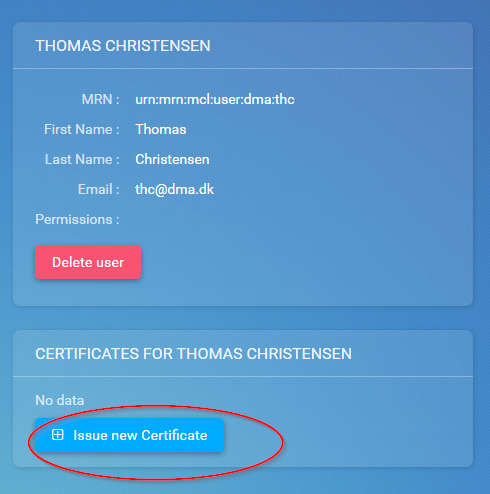 THOMAS CHRISTENSEN
MRN : urn:mrn:mcl:user:dma:thc
First Name : Thomas
Last Name : Christensen
Email : thc@dma.dk
Permissions :
Delete user
CERTIFICATES FOR THOMAS CHRISTENSEN
No data
Issue new Certificate